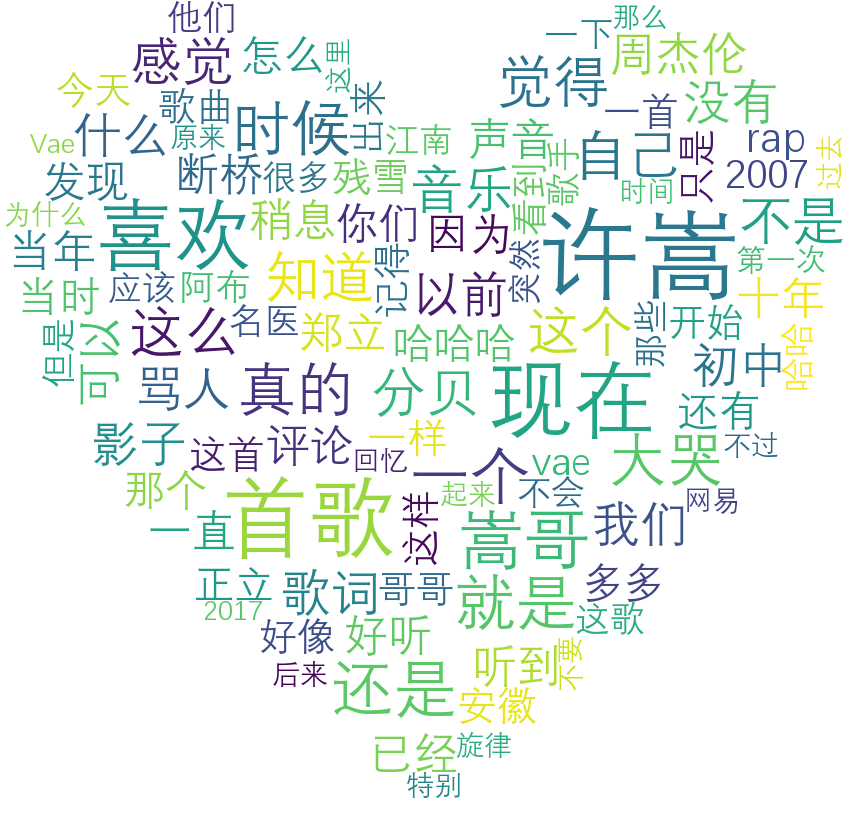 他们
一下
那么
感觉
怎么
这里
周杰伦
觉得
今天
歌曲
出来
没有
一首
Vae
什么
原来
时候
江南
声音
自己
rap
只是
过去
发现
断桥
很多
残雪
音乐
看到
歌手
2007
时间
为什么
喜欢
稍息
你们
因为
许嵩
不是
当年
知道
记得
突然
第一次
当时
应该
阿布
以前
十年
但是
可以
这么
名医
郑立
哈哈哈
这个
那些
开始
骂人
真的
分贝
现在
初中
哈哈
影子
这首
评论
一样
还有
回忆
一个
vae
大哭
不过
那个
首歌
这样
起来
不会
网易
一直
嵩哥
我们
正立
歌词
哥哥
就是
多多
2017
这歌
好像
好听
听到
不要
后来
还是
安徽
已经
旋律
特别